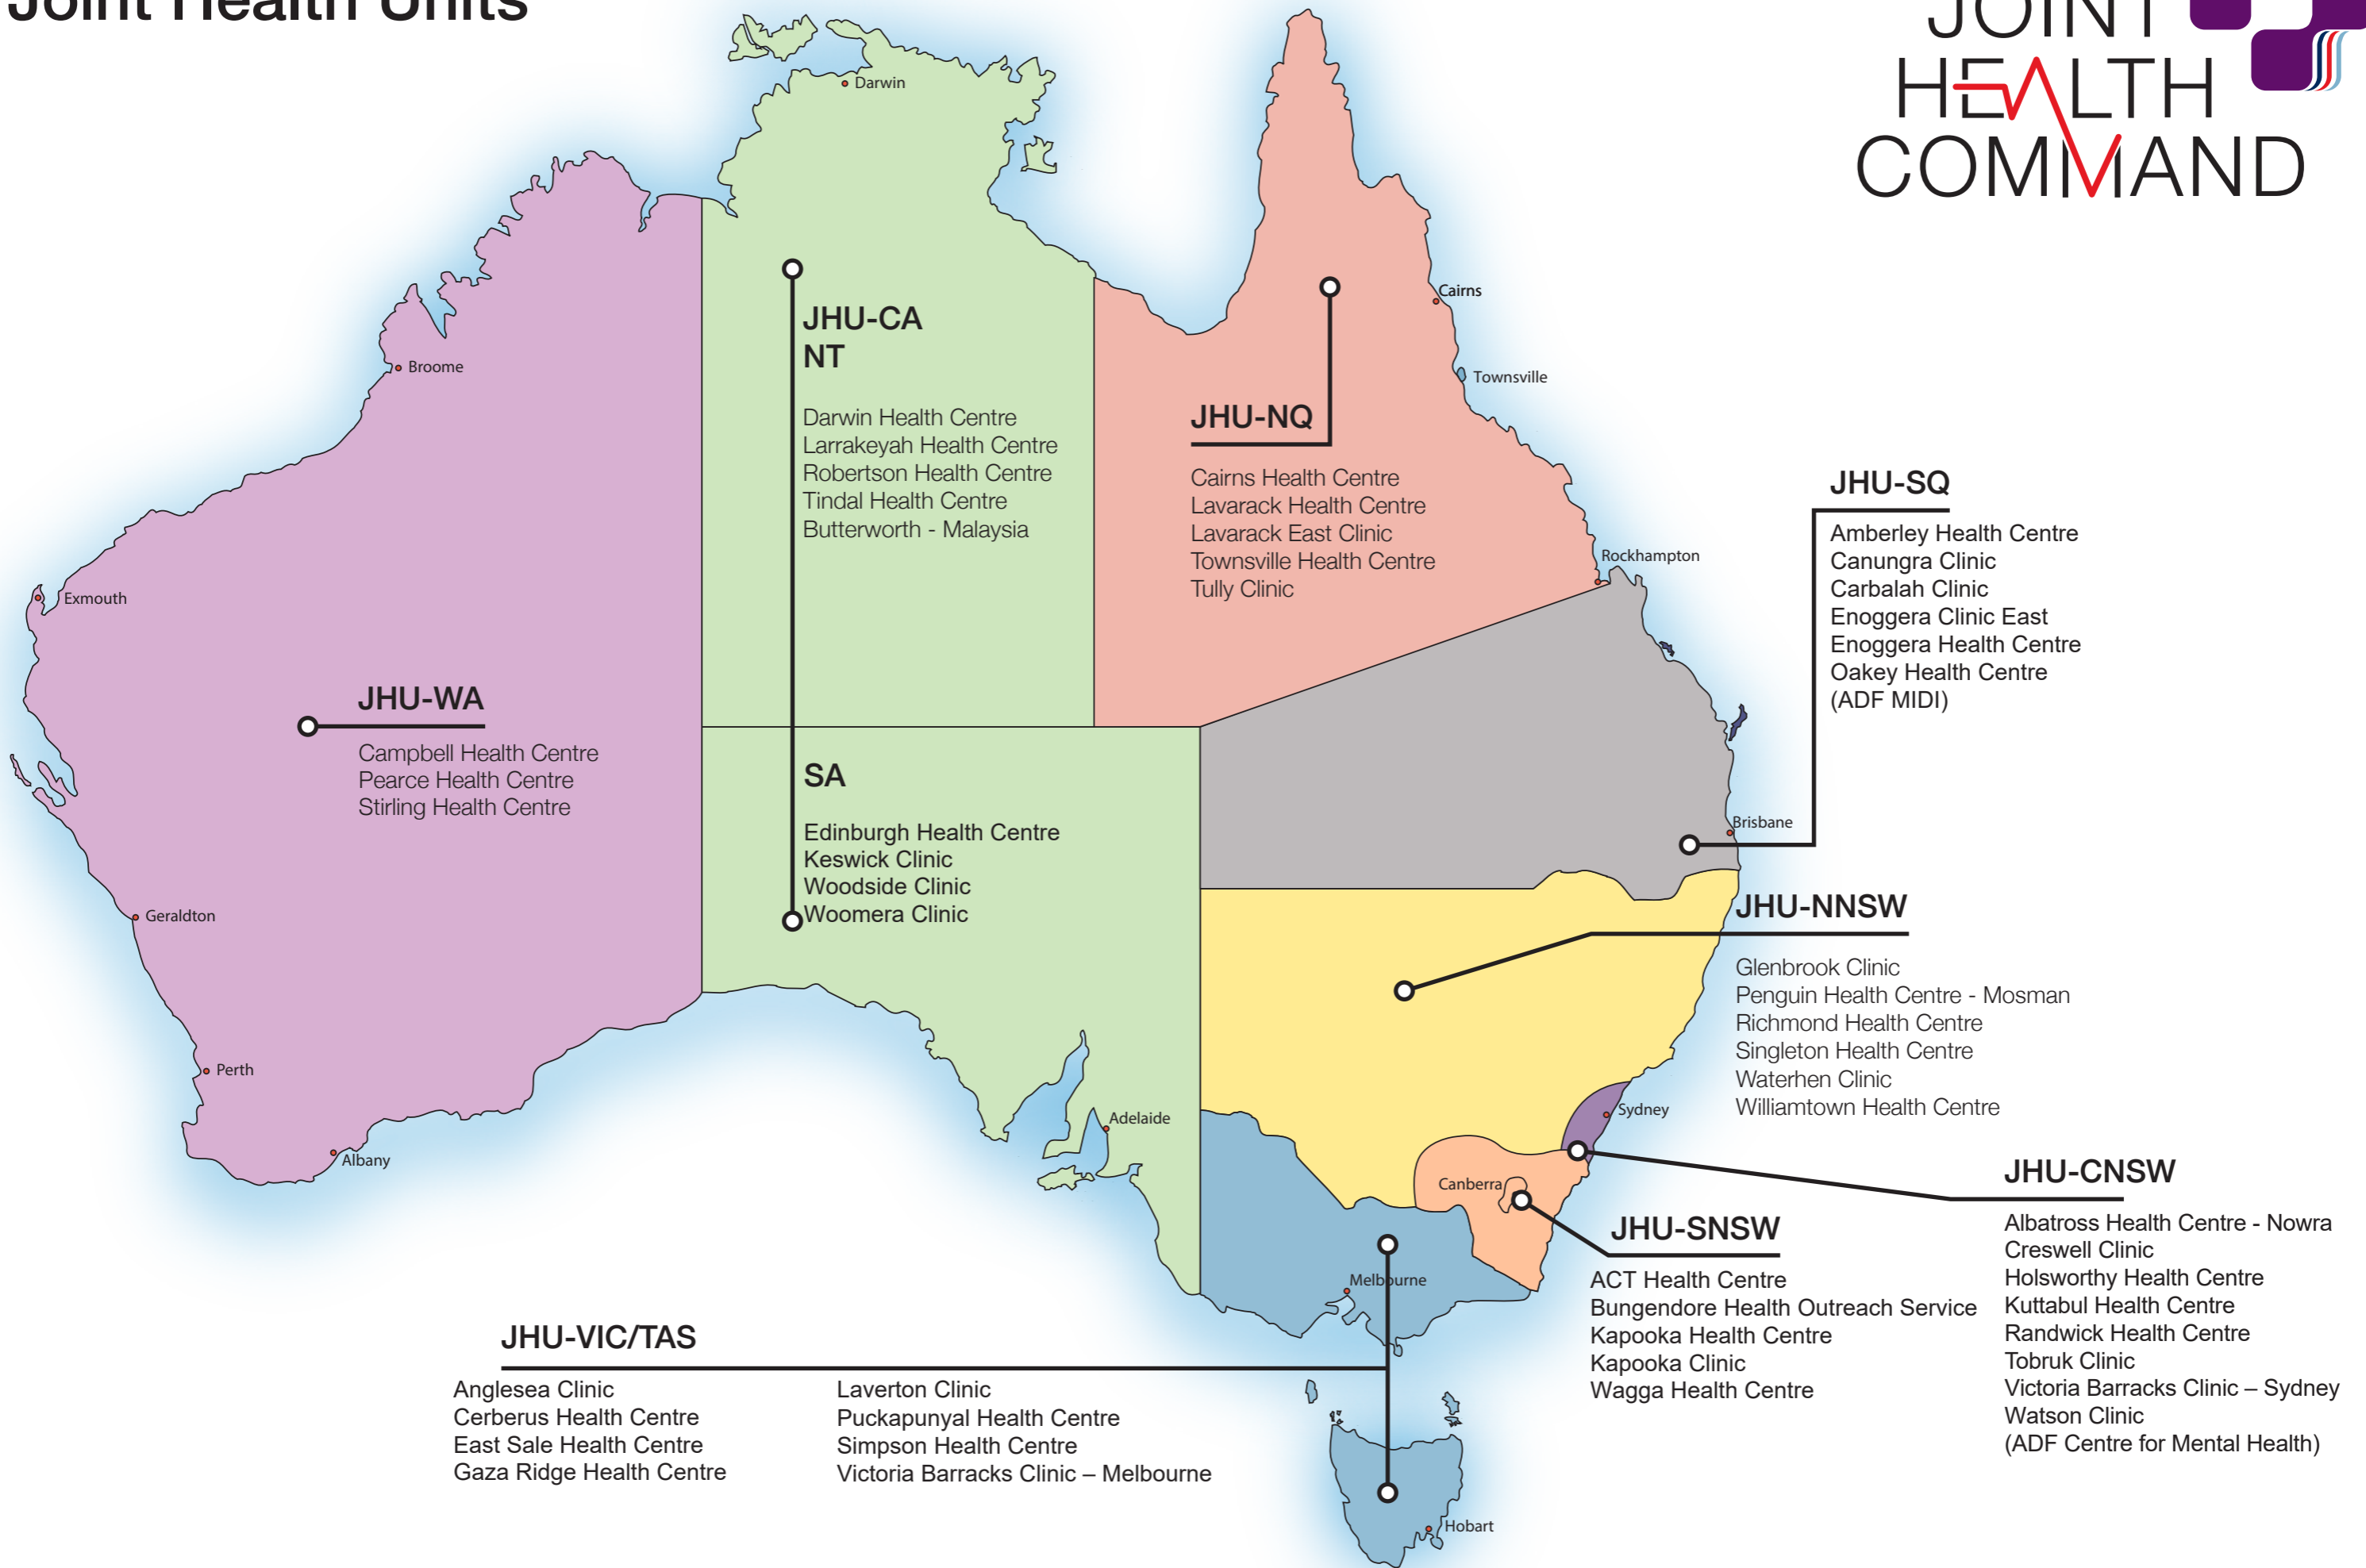 Joint Health Units
JOINT
HEALTH
COMMAND
Darwin
Broome
Exmouth
Geraldton
Perth
Albany
Cairns
Townsville
Rockhampton
Brisbane
Adelaide
Sydney
Canberra
Melbourne
Hobart
JHU-CA
NT
Darwin Health Centre
Larrakeyah Health Centre
Robertson Health Centre
Tindal Health Centre
Butterworth - Malaysia
SA
Edinburgh Health Centre
Keswick Clinic
Woodside Clinic
Woomera Clinic
JHU-NQ
Cairns Health Centre
Lavarack Health Centre
Lavarack East Clinic
Townsville Health Centre
Tully Clinic
JHU-SQ
Amberley Health Centre
Canungra Clinic
Carbalah Clinic
Enoggera Clinic East
Enoggera Health Centre
Oakey Health Centre
(ADF MIDI)
JHU-WA
Campbell Health Centre
Pearce Health Centre
Stirling Health Centre
JHU-NNSW
Glenbrook Clinic
Penguin Health Centre - Mosman
Richmond Health Centre
Singleton Health Centre
Waterhen Clinic
Williamtown Health Centre
JHU-CNSW
Albatross Health Centre - Nowra
Creswell Clinic
Holsworthy Health Centre
Kuttabul Health Centre
Randwick Health Centre
Tobruk Clinic
Victoria Barracks Clinic – Sydney
Watson Clinic
(ADF Centre for Mental Health)
JHU-SNSW
ACT Health Centre
Bungendore Health Outreach Service
Kapooka Health Centre
Kapooka Clinic
Wagga Health Centre
JHU-VIC/TAS
Anglesea Clinic
Cerberus Health Centre
East Sale Health Centre
Gaza Ridge Health Centre
Laverton Clinic
Puckapunyal Health Centre
Simpson Health Centre
Victoria Barracks Clinic – Melbourne